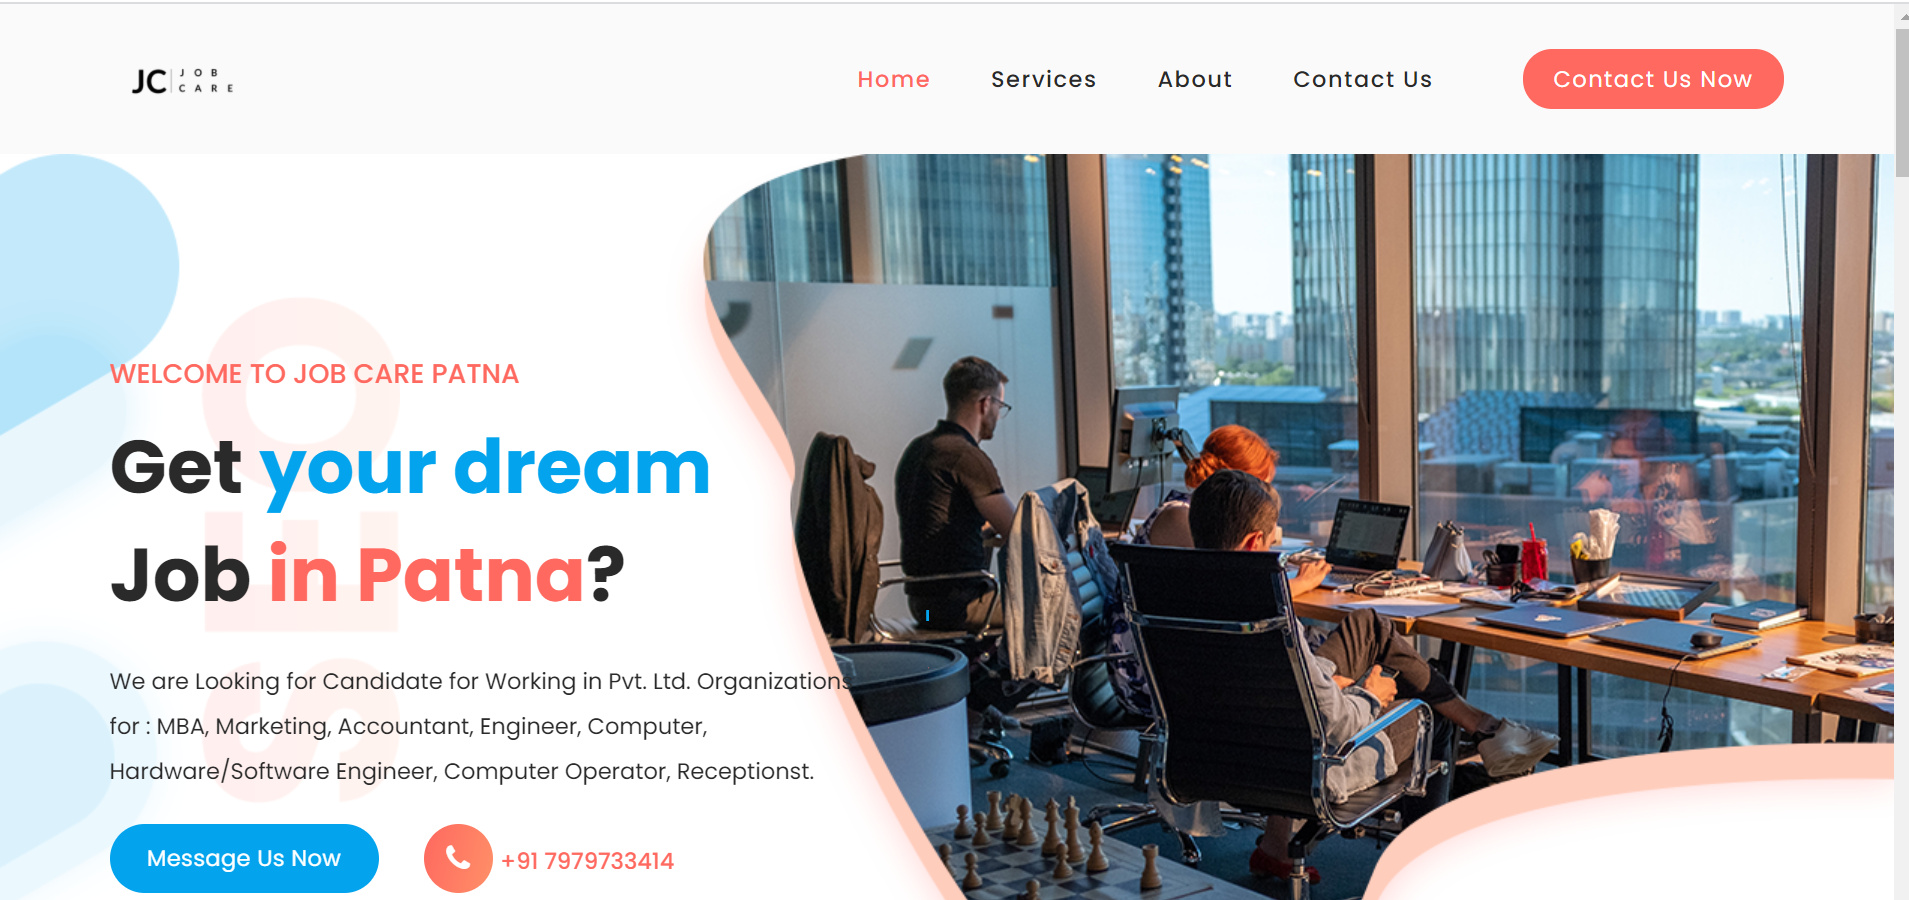 JC JOB
CARE
Home Services About Contact Us Contact Us Now
WELCOME TO JOB CARE PATNA
Get your dream
Job in Patna?
We are Looking for Candidate for Working in Pvt. Ltd. Organizations
for : MBA, Marketing, Accountant, Engineer, Computer,
Hardware/Software Engineer, Computer Operator, Receptionst.
Message Us Now +91 7979733414
SEO